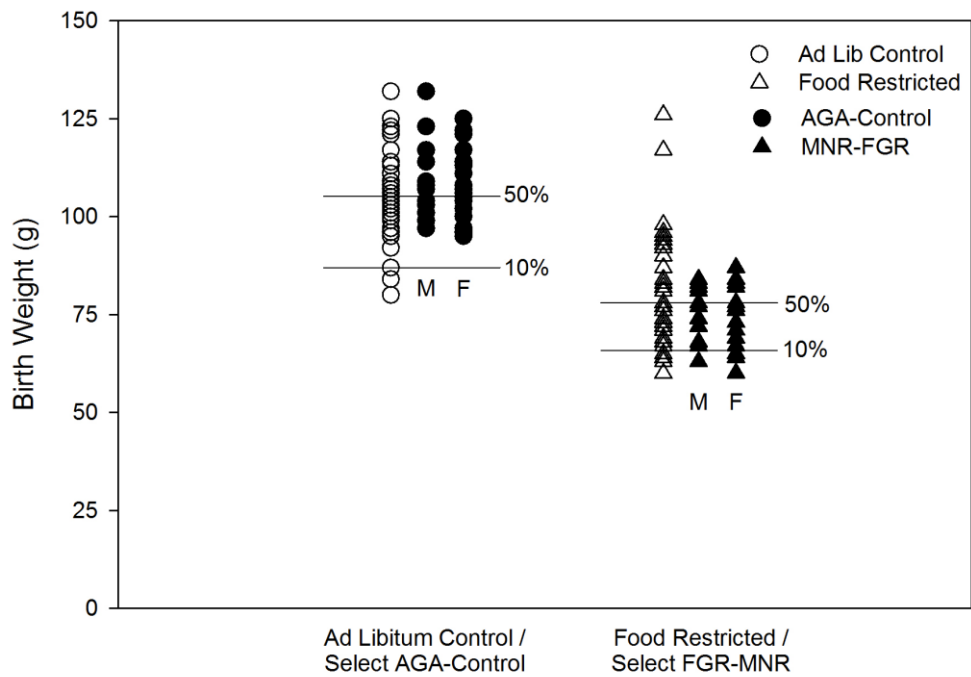 Birth Weight (g)
150
125
100
75
50
25
0
Ad Lib Control
Food Restricted
AGA-Control
MNR-FGR
50%
10%
M F
50%
10%
M F
Ad Libitum Control /
Select AGA-Control
Food Restricted /
Select FGR-MNR